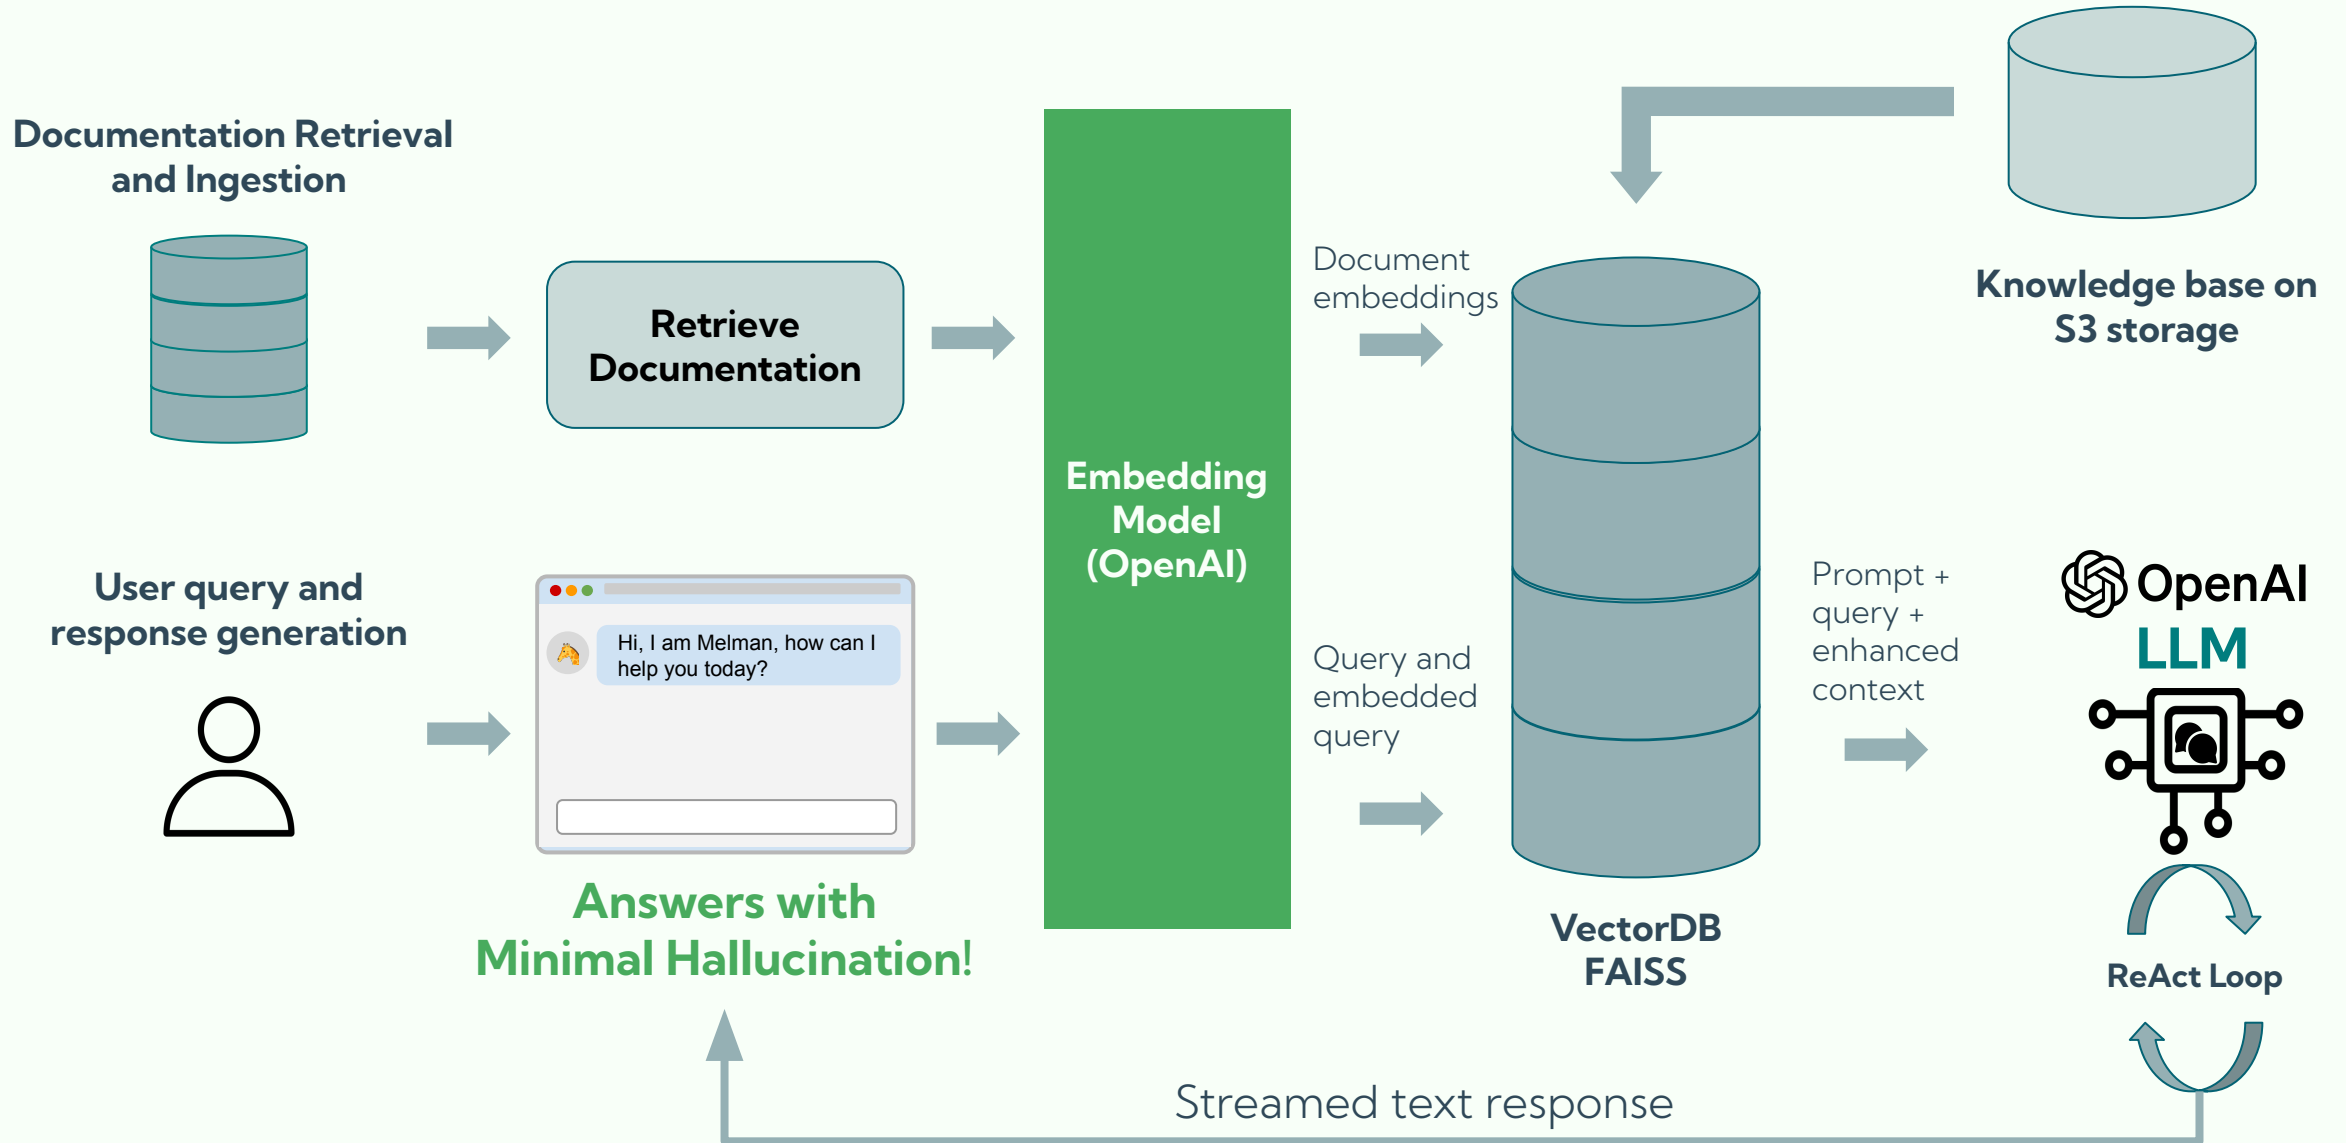 Documentation Retrieval
and Ingestion
Retrieve
Documentation
Embedding
Model
(OpenAI)
Document
embeddings
Knowledge base on
S3 storage
User query and
response generation
Hi, I am Melman, how can I
help you today?
Answers with
Minimal Hallucination!
Query and
embedded
query
VectorDB
FAISS
Prompt +
query +
enhanced
context
OpenAI
LLM
ReAct Loop
Streamed text response